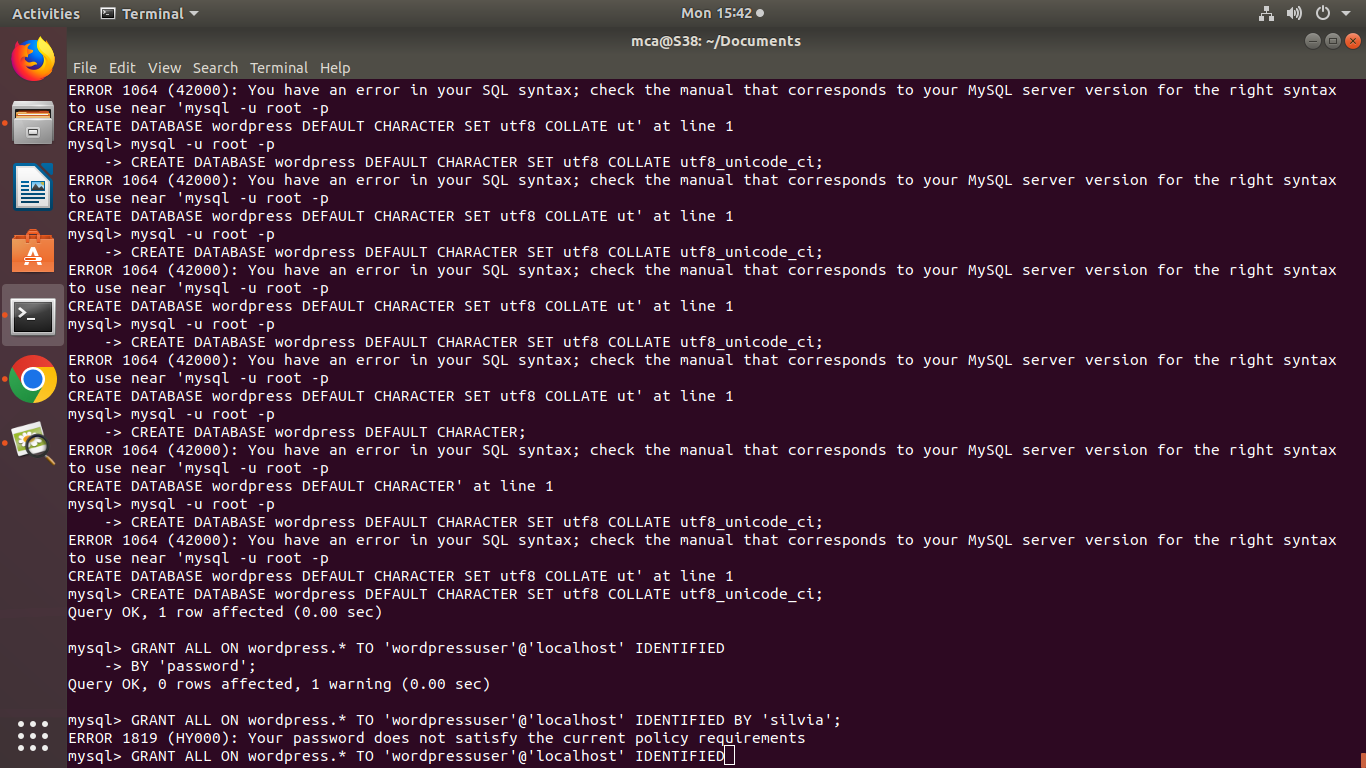 Activities Terminal Mon 15:42
mca@S38: ~/Documents
File Edit View Search Terminal Help
ERROR 1064 (42000): You have an error in your SQL syntax; check the manual that corresponds to your MySQL server version for the right syntax
to use near 'mysql -u root -p
CREATE DATABASE wordpress DEFAULT CHARACTER SET utf8 COLLATE ut' at line 1
mysql> mysql -u root -p
    -> CREATE DATABASE wordpress DEFAULT CHARACTER SET utf8 COLLATE utf8_unicode_ci;
ERROR 1064 (42000): You have an error in your SQL syntax; check the manual that corresponds to your MySQL server version for the right syntax
to use near 'mysql -u root -p
CREATE DATABASE wordpress DEFAULT CHARACTER SET utf8 COLLATE ut' at line 1
mysql> mysql -u root -p
    -> CREATE DATABASE wordpress DEFAULT CHARACTER SET utf8 COLLATE utf8_unicode_ci;
ERROR 1064 (42000): You have an error in your SQL syntax; check the manual that corresponds to your MySQL server version for the right syntax
to use near 'mysql -u root -p
CREATE DATABASE wordpress DEFAULT CHARACTER SET utf8 COLLATE ut' at line 1
mysql> mysql -u root -p
    -> CREATE DATABASE wordpress DEFAULT CHARACTER SET utf8 COLLATE utf8_unicode_ci;
ERROR 1064 (42000): You have an error in your SQL syntax; check the manual that corresponds to your MySQL server version for the right syntax
to use near 'mysql -u root -p
CREATE DATABASE wordpress DEFAULT CHARACTER SET utf8 COLLATE ut' at line 1
mysql> mysql -u root -p
    -> CREATE DATABASE wordpress DEFAULT CHARACTER;
ERROR 1064 (42000): You have an error in your SQL syntax; check the manual that corresponds to your MySQL server version for the right syntax
to use near 'mysql -u root -p
CREATE DATABASE wordpress DEFAULT CHARACTER' at line 1
mysql> mysql -u root -p
    -> CREATE DATABASE wordpress DEFAULT CHARACTER SET utf8 COLLATE utf8_unicode_ci;
ERROR 1064 (42000): You have an error in your SQL syntax; check the manual that corresponds to your MySQL server version for the right syntax
to use near 'mysql -u root -p
CREATE DATABASE wordpress DEFAULT CHARACTER SET utf8 COLLATE ut' at line 1
mysql> CREATE DATABASE wordpress DEFAULT CHARACTER SET utf8 COLLATE utf8_unicode_ci;
Query OK, 1 row affected (0.00 sec)
mysql> GRANT ALL ON wordpress.* TO 'wordpressuser'@'localhost' IDENTIFIED
    -> BY 'password';
Query OK, 0 rows affected, 1 warning (0.00 sec)
mysql> GRANT ALL ON wordpress.* TO 'wordpressuser'@'localhost' IDENTIFIED BY 'silvia';
ERROR 1819 (HY000): Your password does not satisfy the current policy requirements
mysql> GRANT ALL ON wordpress.* TO 'wordpressuser'@'localhost' IDENTIFIED